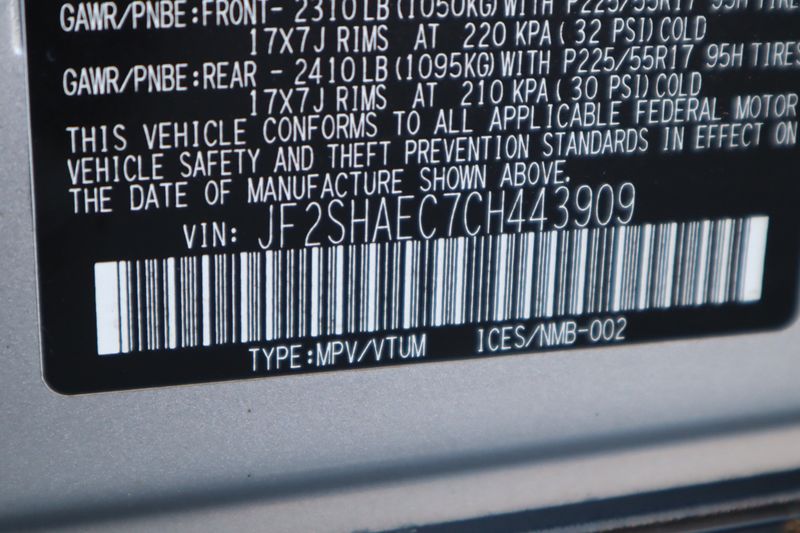 GAWR/PNBE:FRONT- 2310LB(1050KG)WITH P225/55R17 95H TIRES
17X7J RIMS AT 220 KPA(32 PSI)COLD
GAWR/PNBE:REAR - 2410LB(1095KG)WITH P225/55R17 95H TIRES
17X7J RIMS AT 210 KPA(30 PSI)COLD
THIS VEHICLE CONFORMS TO ALL APPLICABLE FEDERAL MOTOR
VEHICLE SAFETY AND THEFT PREVENTION STANDARDS IN EFFECT ON
THE DATE OF MANUFACTURE SHOWN ABOVE.
VIN: JF2SHAEC7CH443909
TYPE:MPV/VTUM ICES/NMB-002